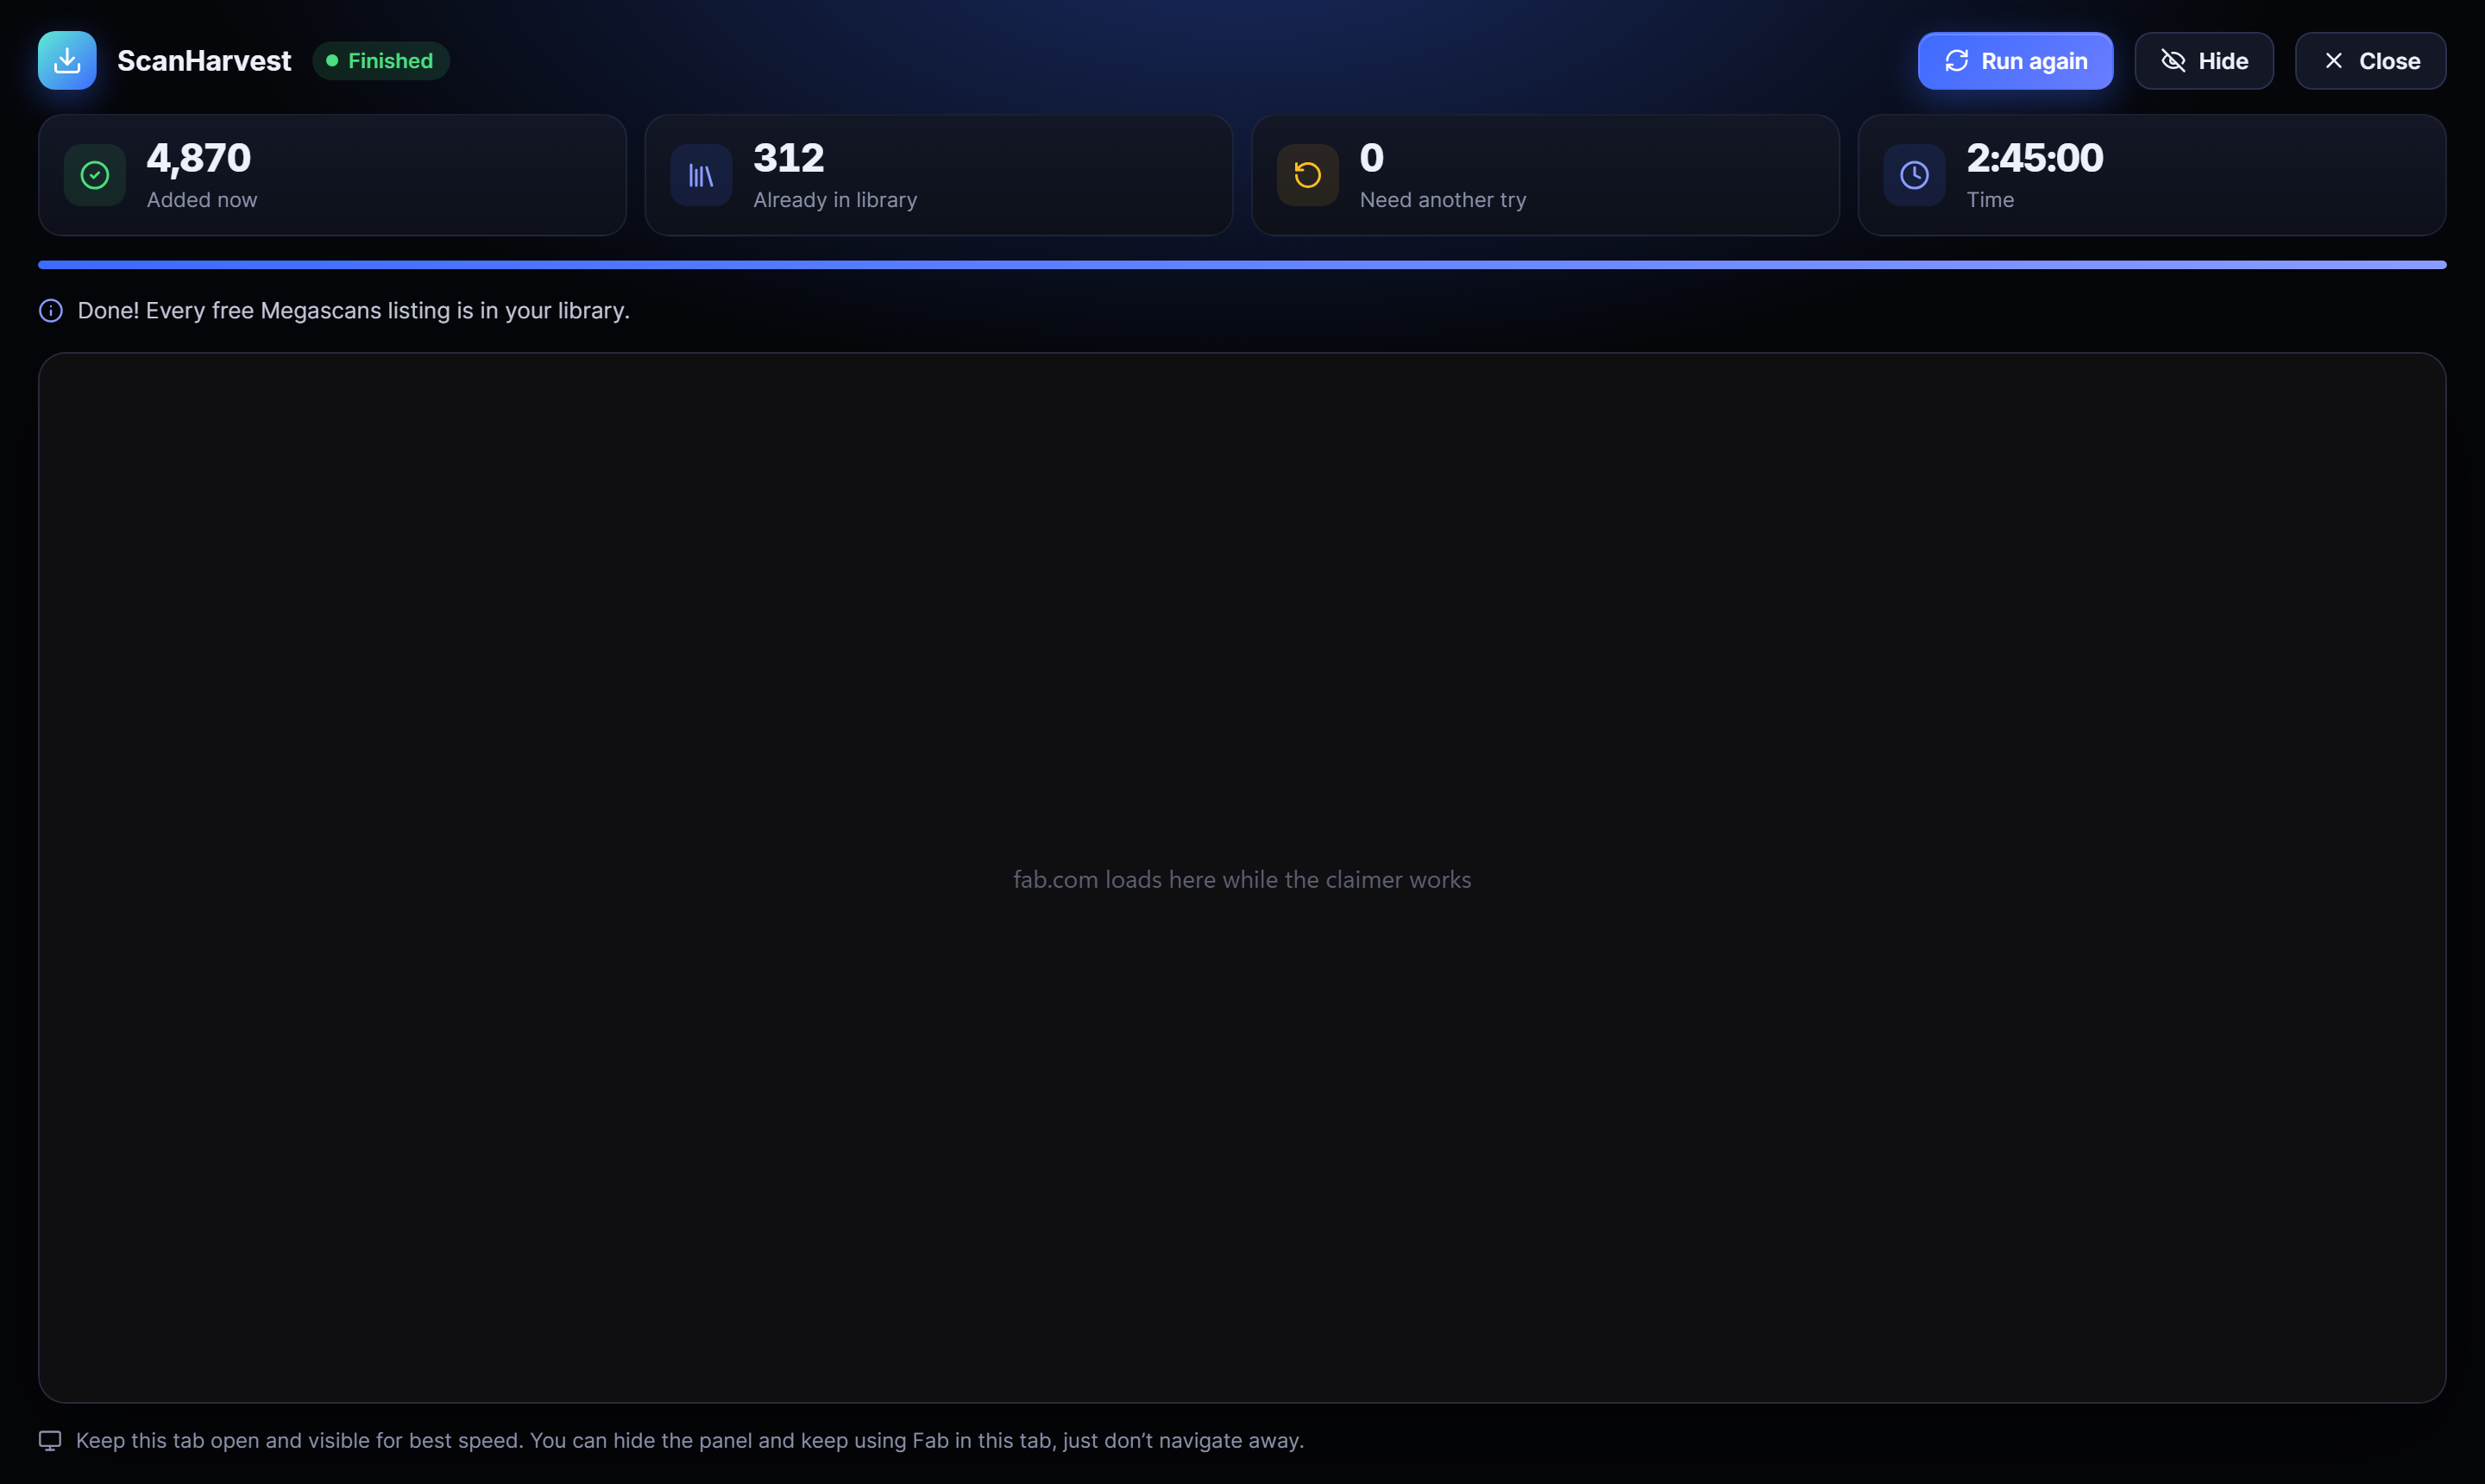 ScanHarvest
Finished
Run again
Hide
Close
4,870
Added now
312
Already in library
0
Need another try
2:45:00
Time
Done! Every free Megascans listing is in your library.
fab.com loads here while the claimer works
Keep this tab open and visible for best speed. You can hide the panel and keep using Fab in this tab, just don’t navigate away.